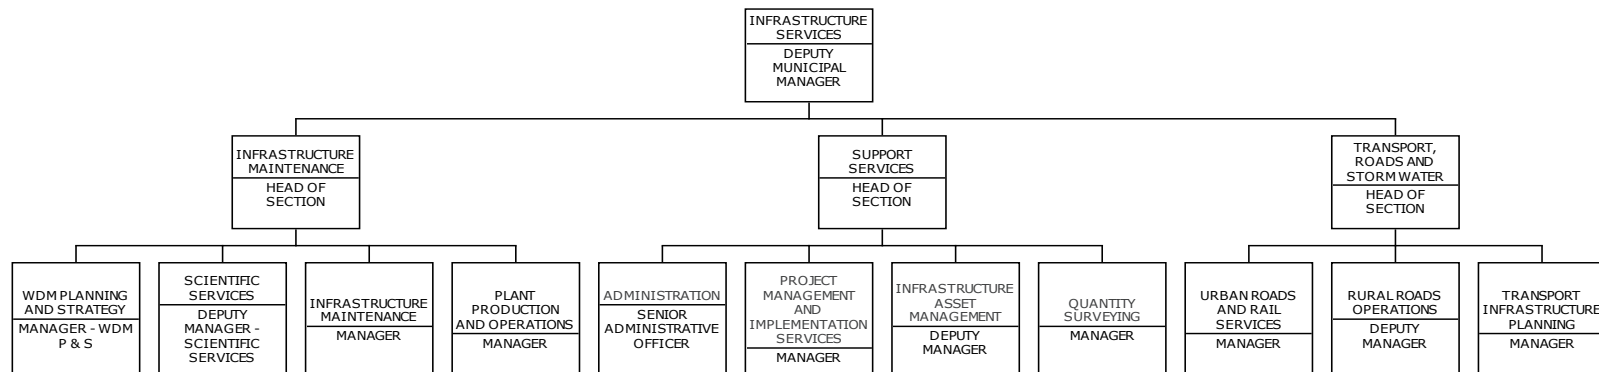 INFRASTRUCTURE
SERVICES
DEPUTY
MUNICIPAL
MANAGER
INFRASTRUCTURE
MAINTENANCE
HEAD OF
SECTION
SUPPORT
SERVICES
HEAD OF
SECTION
TRANSPORT,
ROADS AND
STORM WATER
HEAD OF
SECTION
WDM PLANNING
AND STRATEGY
MANAGER - WDM
P & S
SCIENTIFIC
SERVICES
DEPUTY
MANAGER -
SCIENTIFIC
SERVICES
INFRASTRUCTURE
MAINTENANCE
MANAGER
PLANT
PRODUCTION
AND OPERATIONS
MANAGER
ADMINISTRATION
SENIOR
ADMINISTRATIVE
OFFICER
PROJECT
MANAGEMENT
AND
IMPLEMENTATION
SERVICES
MANAGER
INFRASTRUCTURE
ASSET
MANAGEMENT
DEPUTY
MANAGER
QUANTITY
SURVEYING
MANAGER
URBAN ROADS
AND RAIL
SERVICES
MANAGER
RURAL ROADS
OPERATIONS
DEPUTY
MANAGER
TRANSPORT
INFRASTRUCTURE
PLANNING
MANAGER